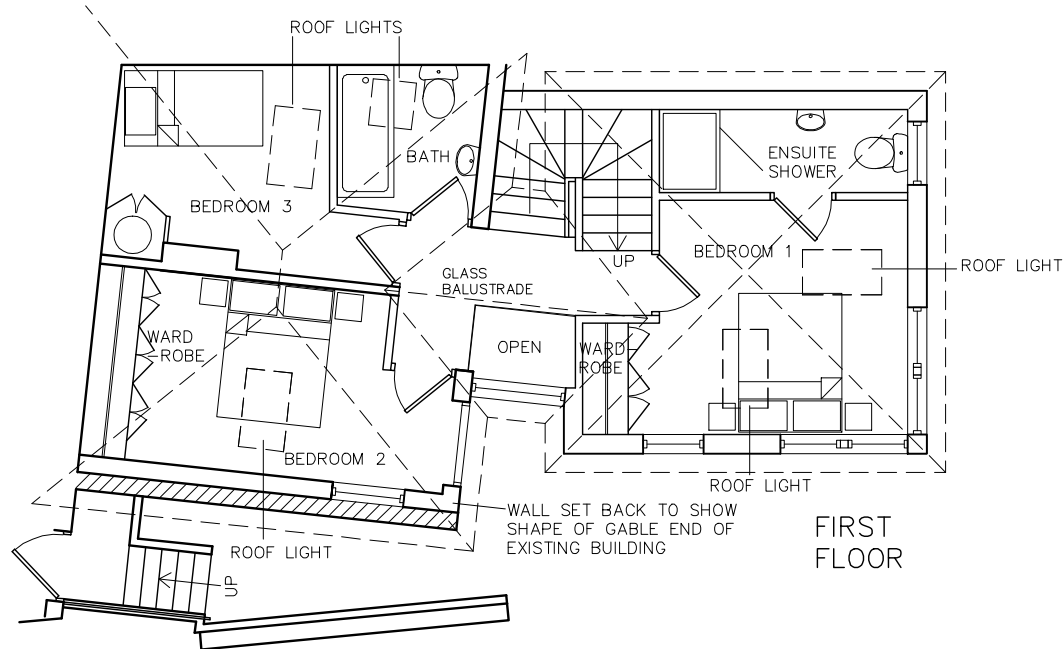 ROOF LIGHTS
BATH
ENSUITE
SHOWER
BEDROOM 3
BEDROOM 1
UP
ROOF LIGHT
GLASS
BALUSTRADE
WARD
-ROBE
OPEN
WARD
ROBE
BEDROOM 2
ROOF LIGHT
WALL SET BACK TO SHOW
SHAPE OF GABLE END OF
EXISTING BUILDING
FIRST
FLOOR
ROOF LIGHT
UP